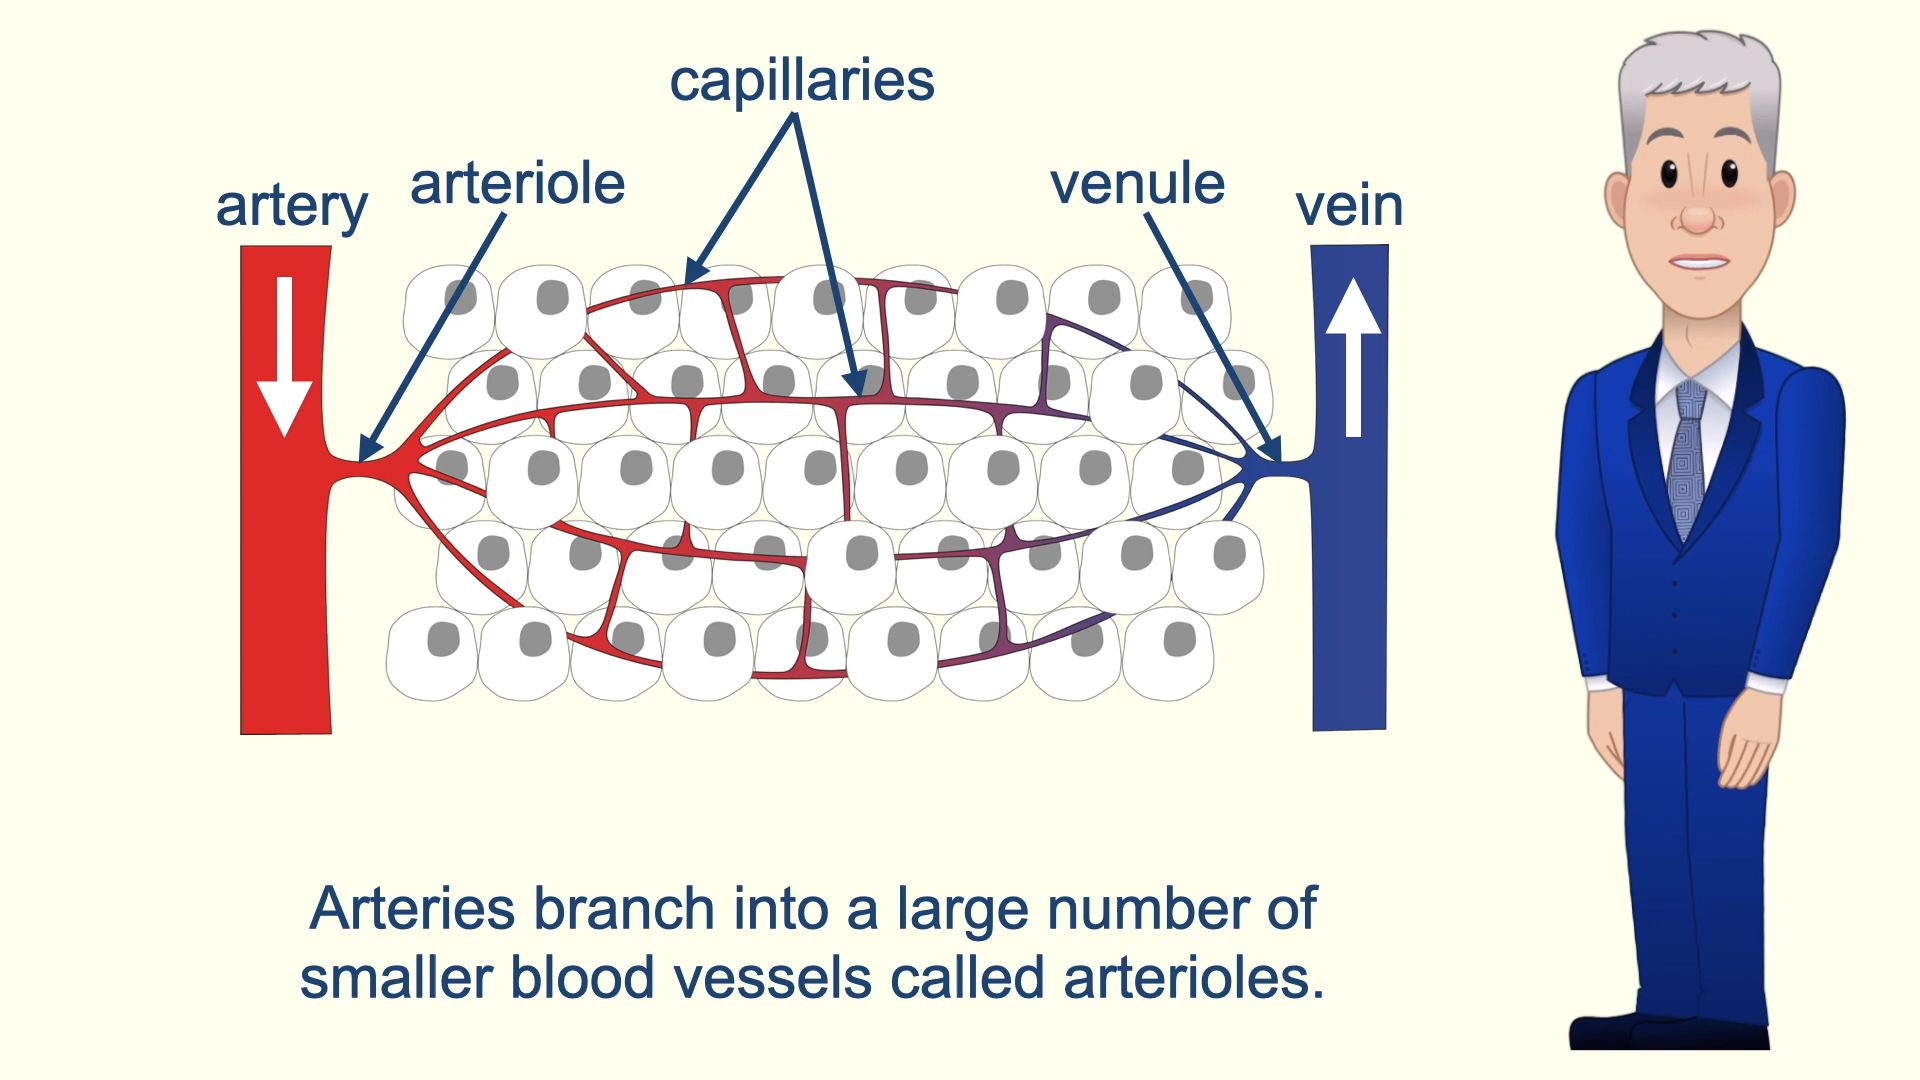 capillaries
arteriole
venule
artery
vein
Arteries branch into a large number of
smaller blood vessels called arterioles.